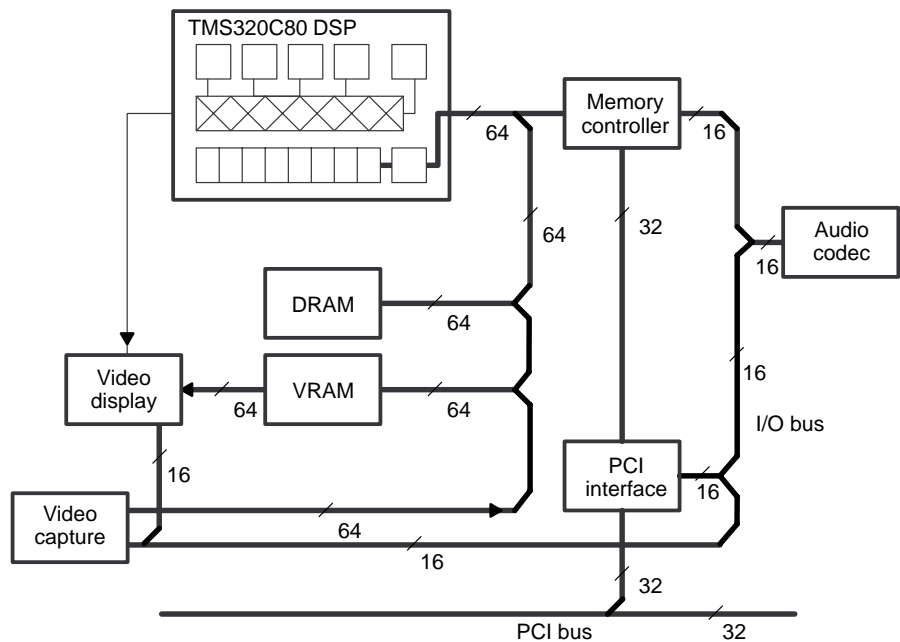 TMS320C80 DSP
Memory
controller
64
16
64
32
Audio
codec
16
DRAM
64
16
Video
display
64
VRAM
64
I/O bus
16
PCI
interface
16
Video
capture
64
16
32
PCI bus
32